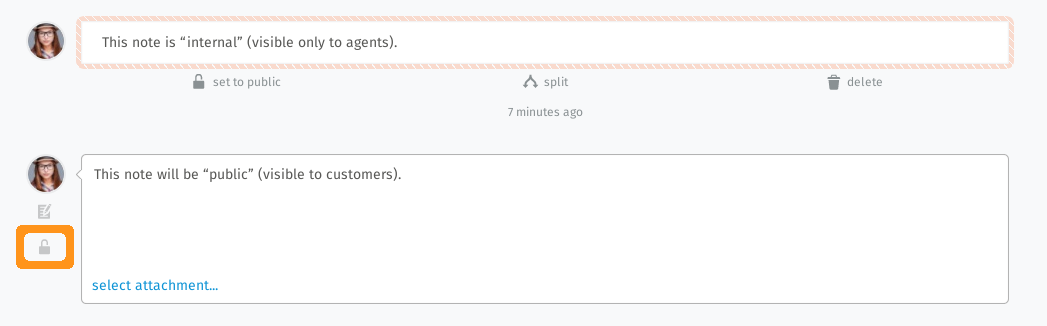 This note is “internal” (visible only to agents).
set to public split delete
7 minutes ago
This note will be “public” (visible to customers).
select attachment...